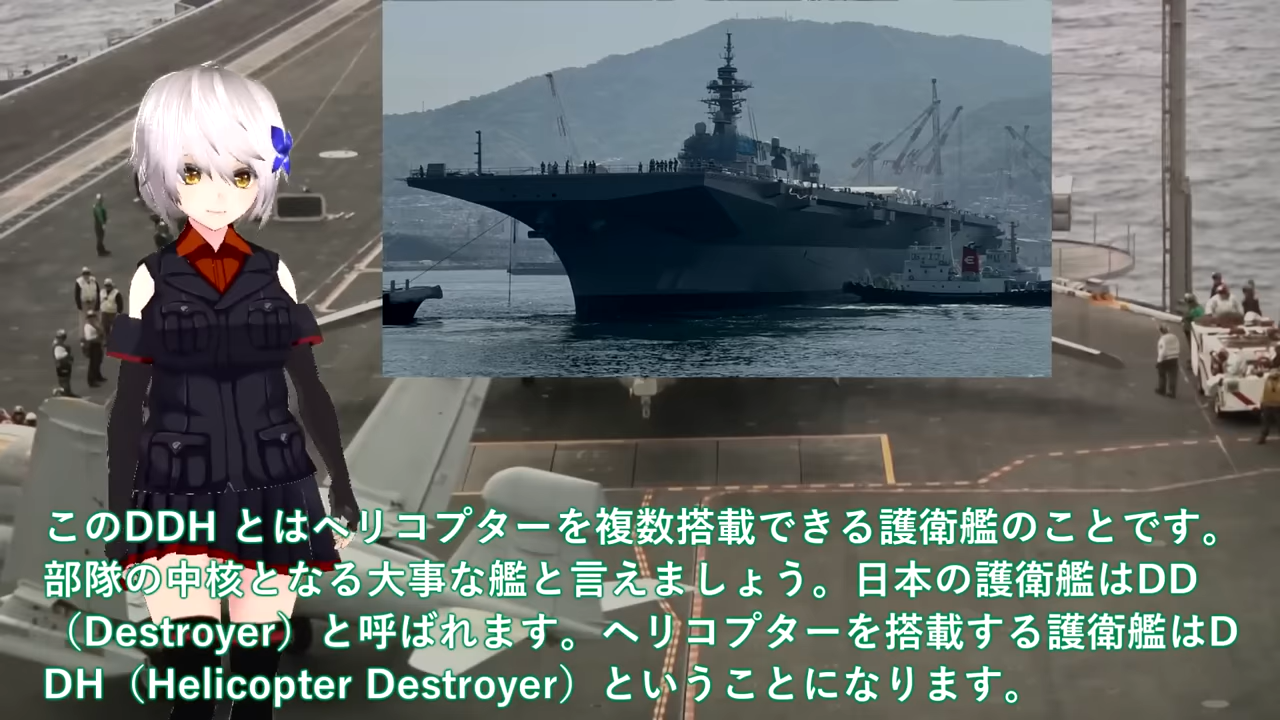 このDDH とはヘリコプターを複数搭載できる護衛艦のことです。
部隊の中核となる大事な艦と言えましょう。日本の護衛艦はDD
（Destroyer）と呼ばれます。ヘリコプターを搭載する護衛艦はD
DH（Helicopter Destroyer）ということになります。